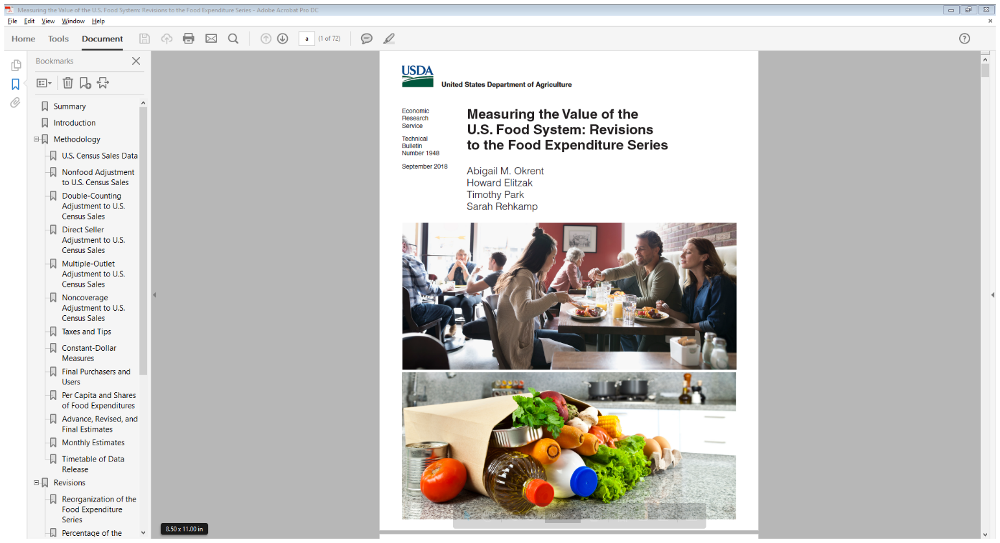 Measuring the Value of the U.S. Food System: Revisions to the Food Expenditure Series - Adobe Acrobat Pro DC
File Edit View Window Help
Home Tools Document a (1 of 72)
Bookmarks
Summary
Introduction
Methodology
U.S. Census Sales Data
Nonfood Adjustment
to U.S. Census Sales
Double-Counting
Adjustment to U.S.
Census Sales
Direct Seller
Adjustment to U.S.
Census Sales
Multiple-Outlet
Adjustment to U.S.
Census Sales
Noncoverage
Adjustment to U.S.
Census Sales
Taxes and Tips
Constant-Dollar
Measures
Final Purchasers and
Users
Per Capita and Shares
of Food Expenditures
Advance, Revised, and
Final Estimates
Monthly Estimates
Timetable of Data
Release
Revisions
Reorganization of the
Food Expenditure
Series
Percentage of the
8.50 x 11.00 in
USDA
United States Department of Agriculture
Economic
Research
Service
Technical
Bulletin
Number 1948
September 2018
Measuring the Value of the
U.S. Food System: Revisions
to the Food Expenditure Series
Abigail M. Okrent
Howard Elitzak
Timothy Park
Sarah Rehkamp